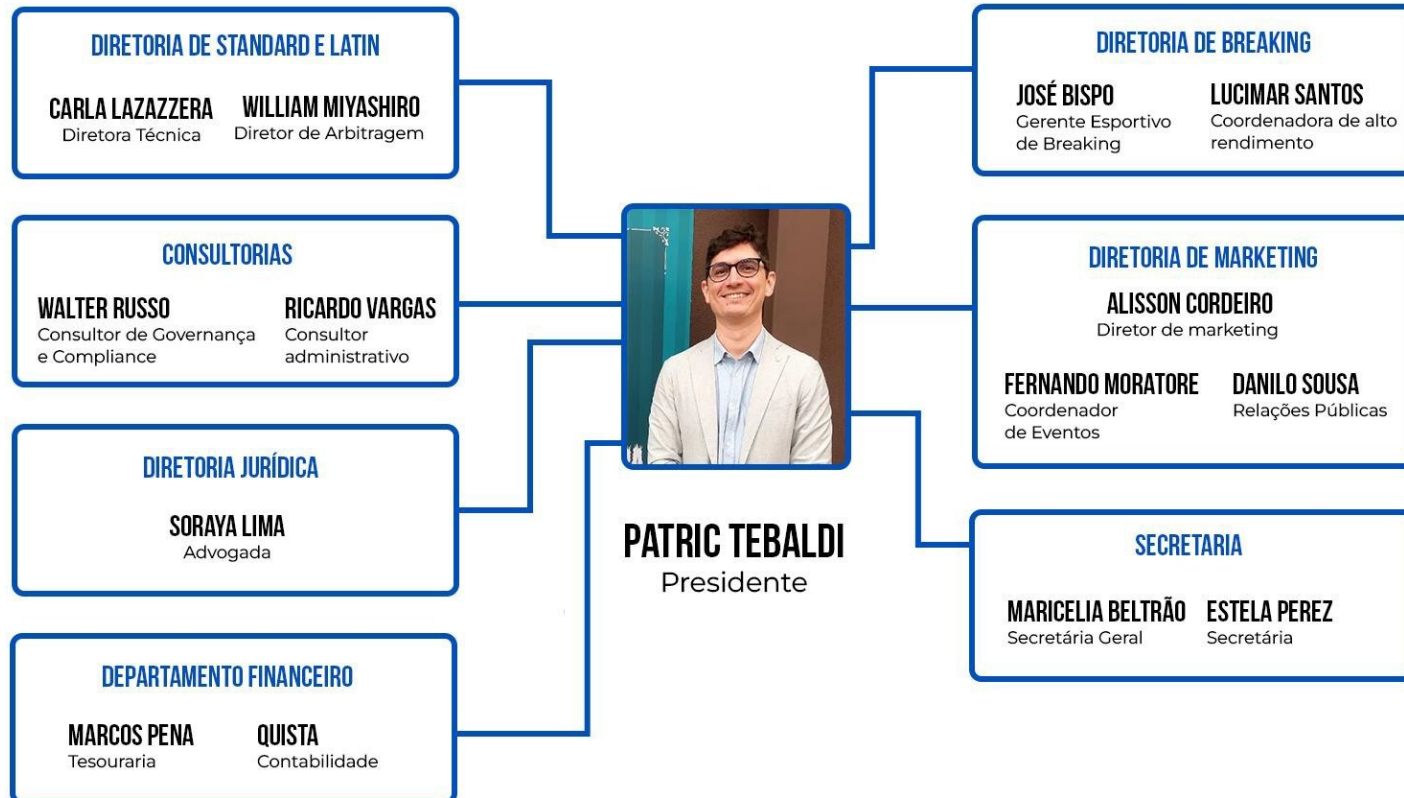 DIRETORIA DE STANDARD E LATIN
CARLA LAZAZZERA
Diretora Técnica
WILLIAM MIYASHIRO
Diretor de Arbitragem
CONSULTORIAS
WALTER RUSSO
Consultor de Governança
e Compliance
RICARDO VARGAS
Consultor
administrativo
DIRETORIA JURÍDICA
SORAYA LIMA
Advogada
DEPARTAMENTO FINANCEIRO
MARCOS PENA
Tesouraria
QUISTA
Contabilidade
PATRIC TEBALDI
Presidente
DIRETORIA DE BREAKING
JOSÉ BISPO
Gerente Esportivo
de Breaking
LUCIMAR SANTOS
Coordenadora de alto
rendimento
DIRETORIA DE MARKETING
ALISSON CORDEIRO
Diretor de marketing
FERNANDO MORATORE
Coordenador
de Eventos
DANILO SOUSA
Relações Públicas
SECRETARIA
MARICELIA BELTRÃO
Secretária Geral
ESTELA PEREZ
Secretária